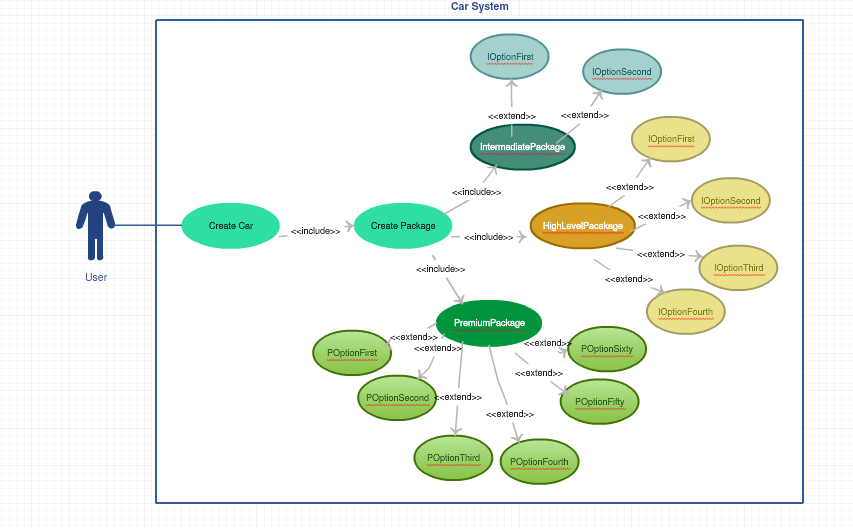 Car System
IOptionFirst
IOptionSecond
<<extend>>
<<extend>>
IntermadiatePackage
IOptionFirst
<<include>>
<<extend>>
IOptionSecond
<<extend>>
Create Car
<<include>>
Create Package
<<include>>
HighLevelPacakage
<<extend>>
IOptionThird
<<include>>
<<extend>>
User
IOptionFourth
PremiumPackage
<<extend>>
<<extend>>
<<extend>>
POptionFirst
POptionSixty
<<extend>>
POptionSecond
<<extend>>
POptionFifty
<<extend>>
POptionThird
POptionFourth